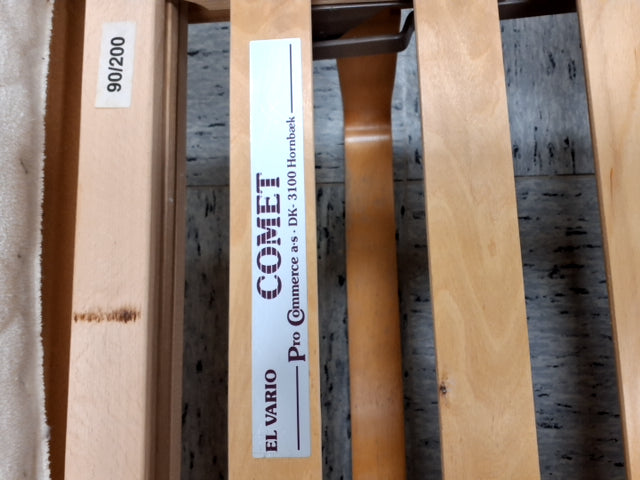 90/200
EL VARIO COMET
Pro Commerce a·s · DK- 3100 Hornbæk